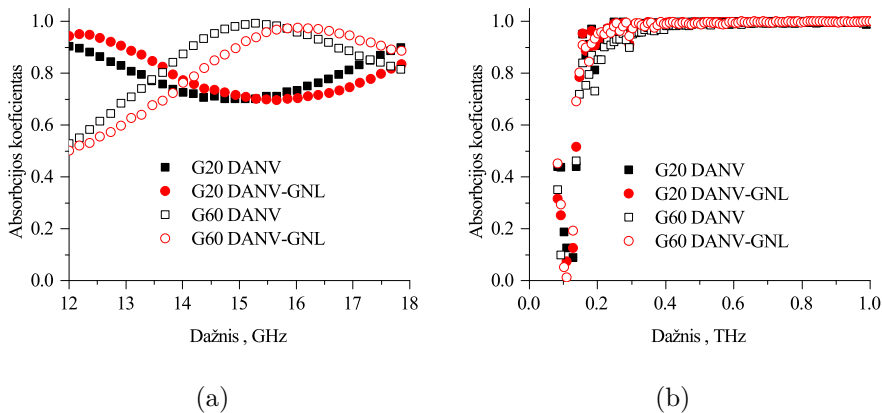 1.0
0.8
0.6
0.4
0.2
0.0
Absorbcijos koeficientas
G20 DANV
G20 DANV-GNL
G60 DANV
G60 DANV-GNL
12 13 14 15 16 17 18
Dažnis , GHz
(a)
1.0
0.8
0.6
0.4
0.2
0.0
Absorbcijos koeficientas
G20 DANV
G20 DANV-GNL
G60 DANV
G60 DANV-GNL
0.0 0.2 0.4 0.6 0.8 1.0
Dažnis , THz
(b)